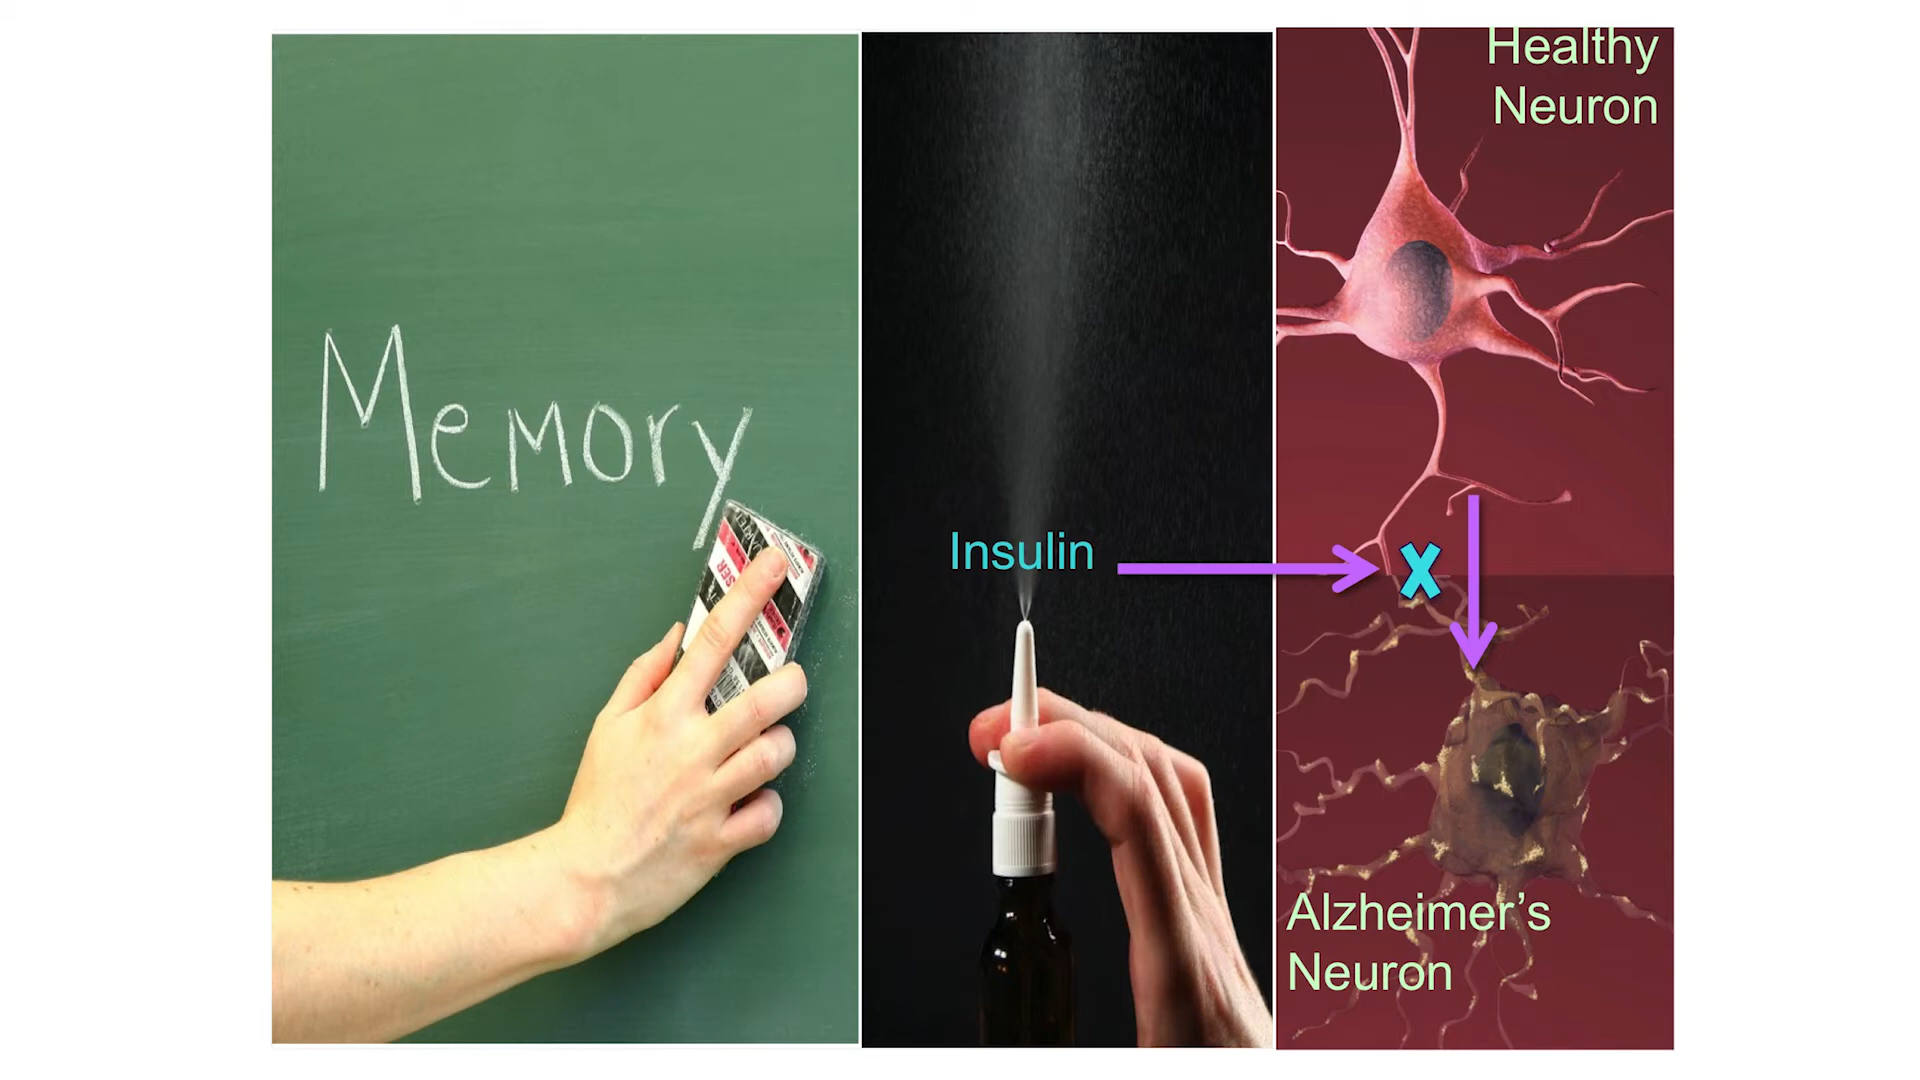 Memory
Insulin
X
Healthy
Neuron
Alzheimer's
Neuron